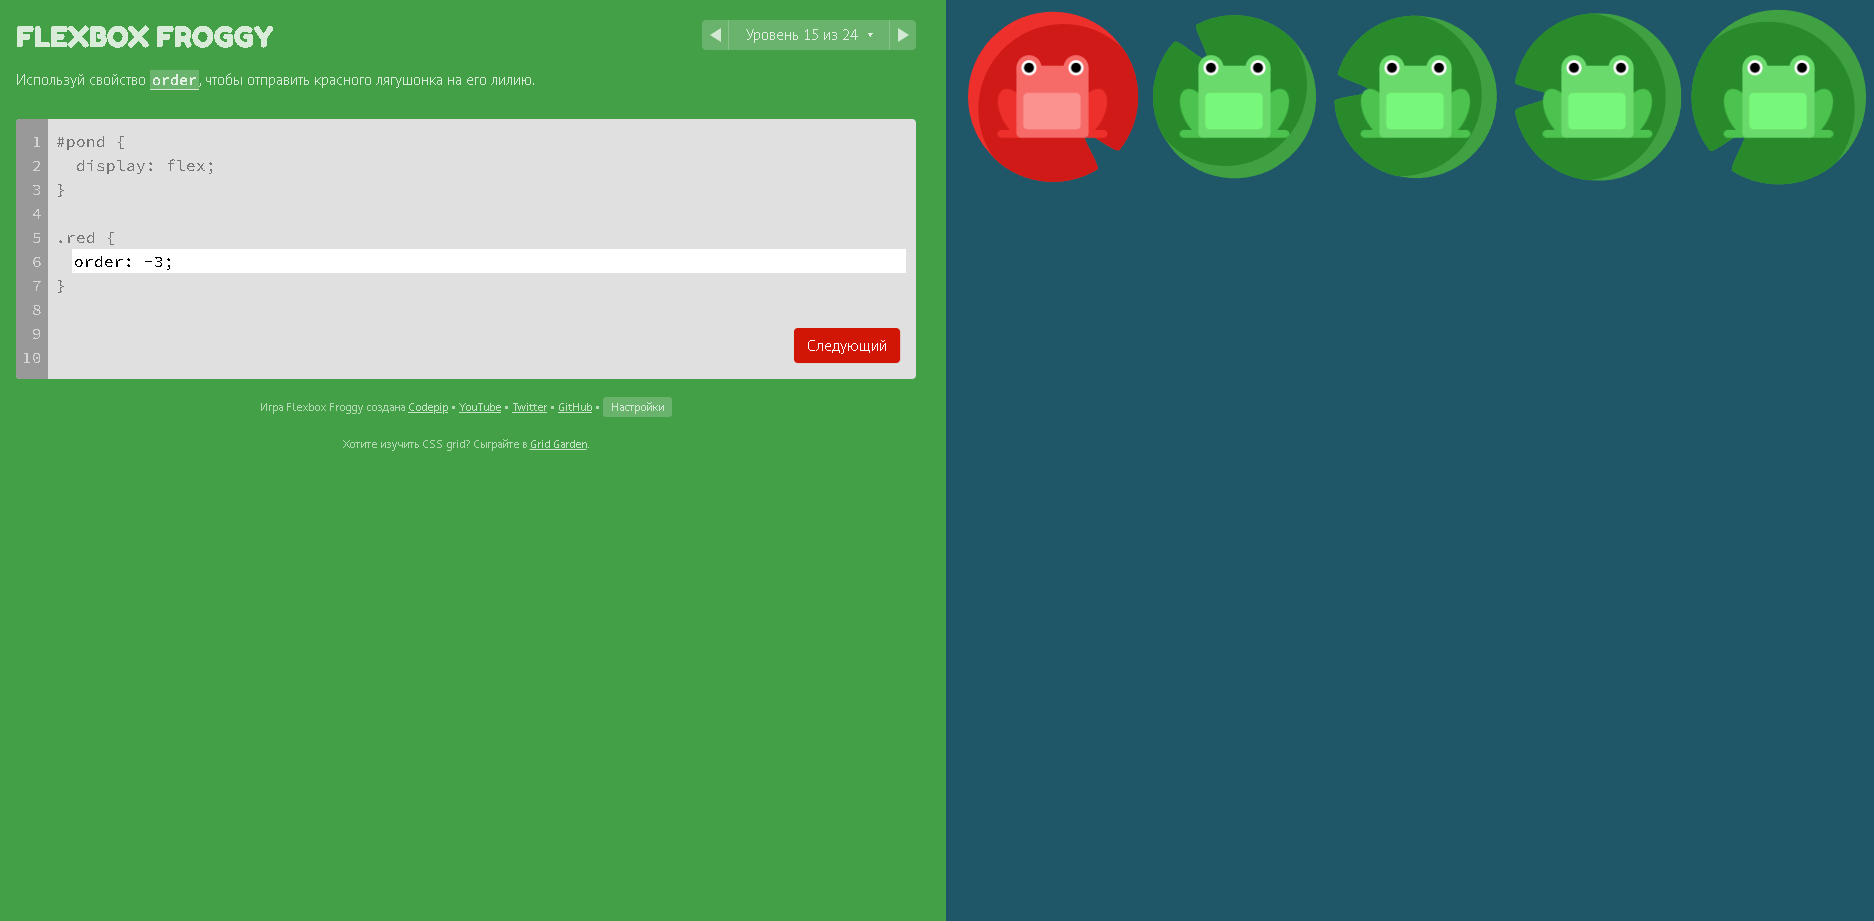 FLEXBOX FROGGY
Уровень 15 из 24
Используй свойство order, чтобы отправить красного лягушонка на его лилию.
1 #pond {
2   display: flex;
3 }
4
5 .red {
6   order: -3;
7 }
8
9
10
Следующий
Игра Flexbox Froggy создана Codepip • YouTube • Twitter • GitHub • Настройки
Хотите изучить CSS grid? Сыграйте в Grid Garden.